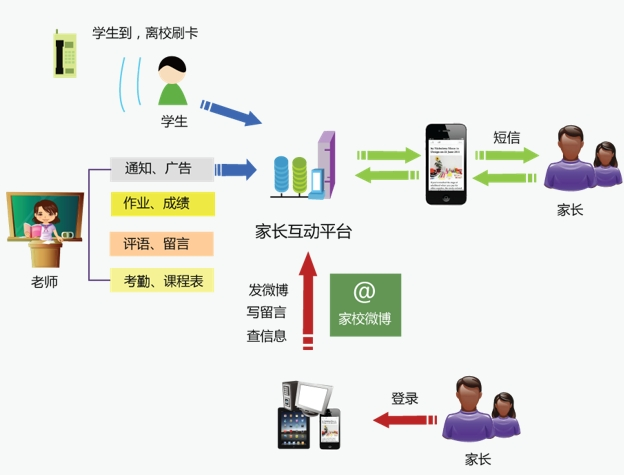 学生到，离校刷卡
学生
通知、广告
作业、成绩
评语、留言
考勤、课程表
老师
家长互动平台
短信
家长
发微博
写留言
查信息
@
家校微博
登录
家长